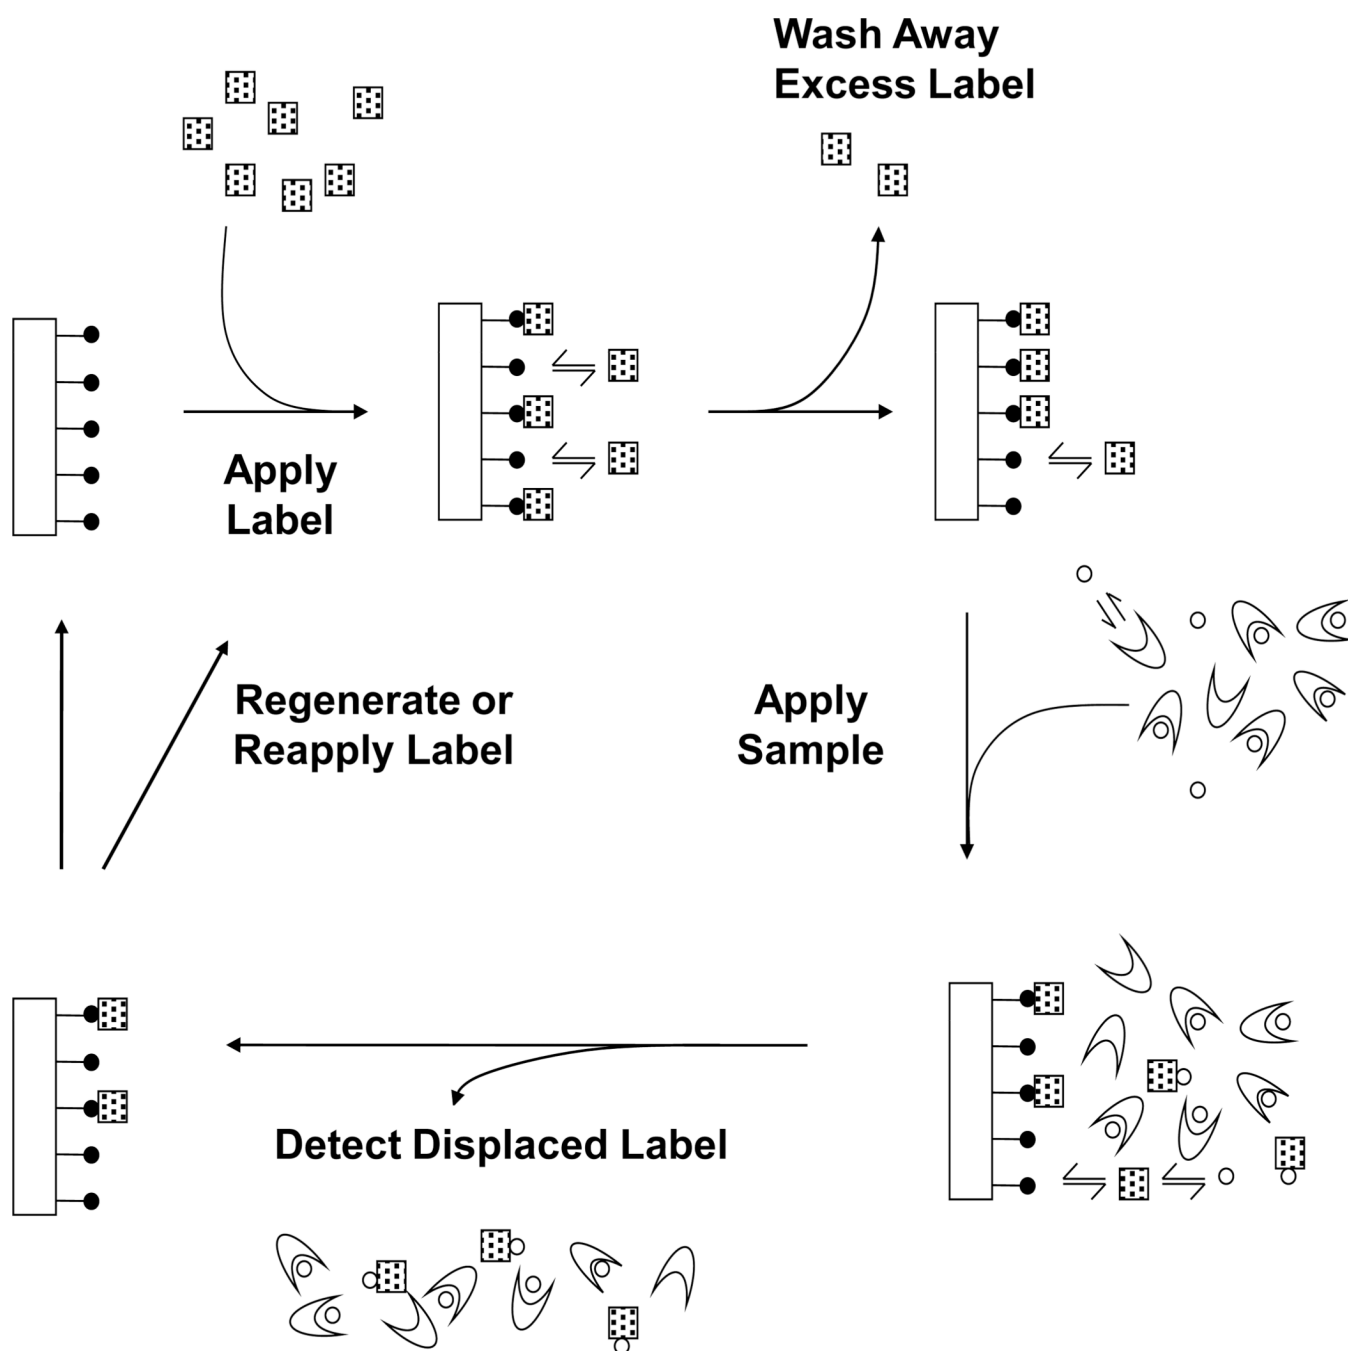 Wash Away
Excess Label
Apply
Label
Regenerate or
Reapply Label
Apply
Sample
Detect Displaced Label